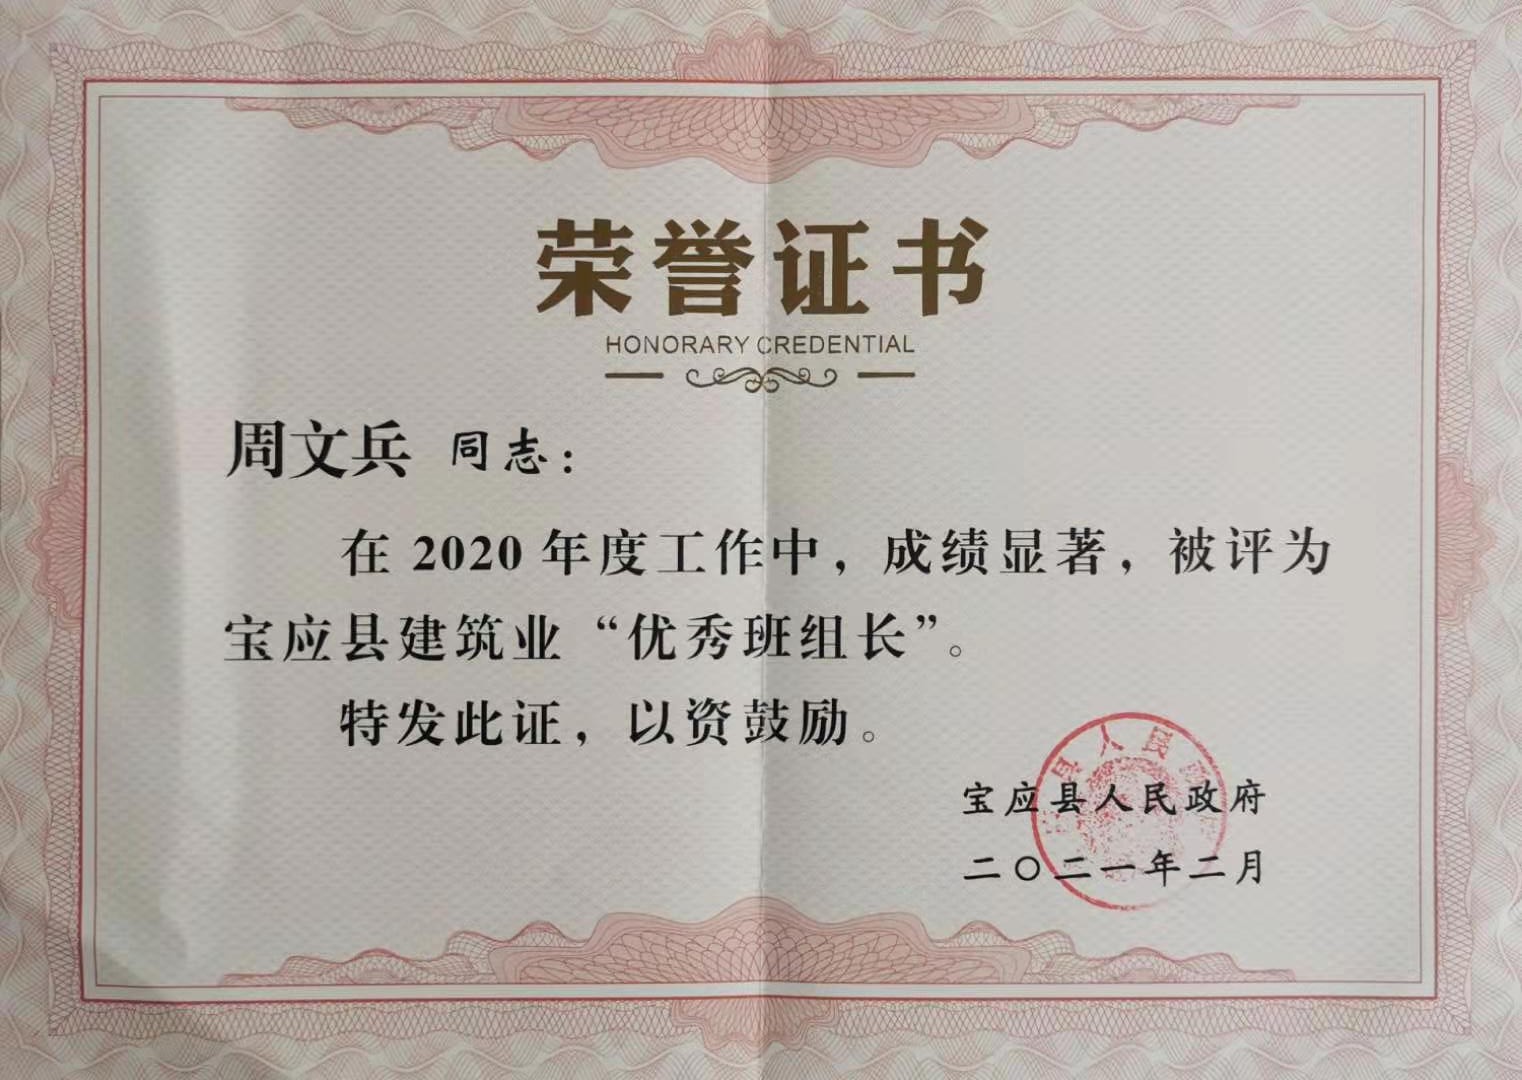 荣誉证书
HONORARY CREDENTIAL
周文兵 同志：
在 2020 年度工作中，成绩显著，被评为
宝应县建筑业“优秀班组长”。
特发此证，以资鼓励。
县人民
宝应县人民政府
二〇二一年二月